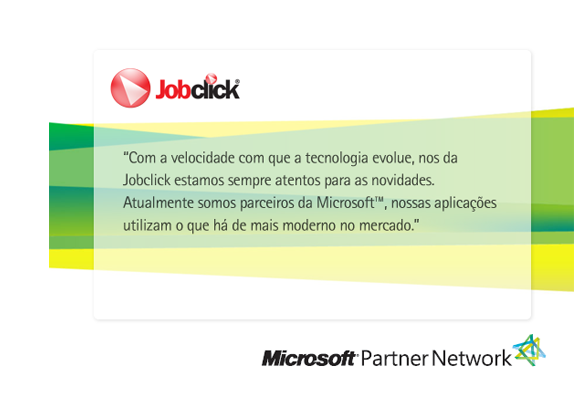 Jobclick®
“Com a velocidade com que a tecnologia evolue, nos da
Jobclick estamos sempre atentos para as novidades.
Atualmente somos parceiros da Microsoft™, nossas aplicações
utilizam o que há de mais moderno no mercado.”
Microsoft® Partner Network